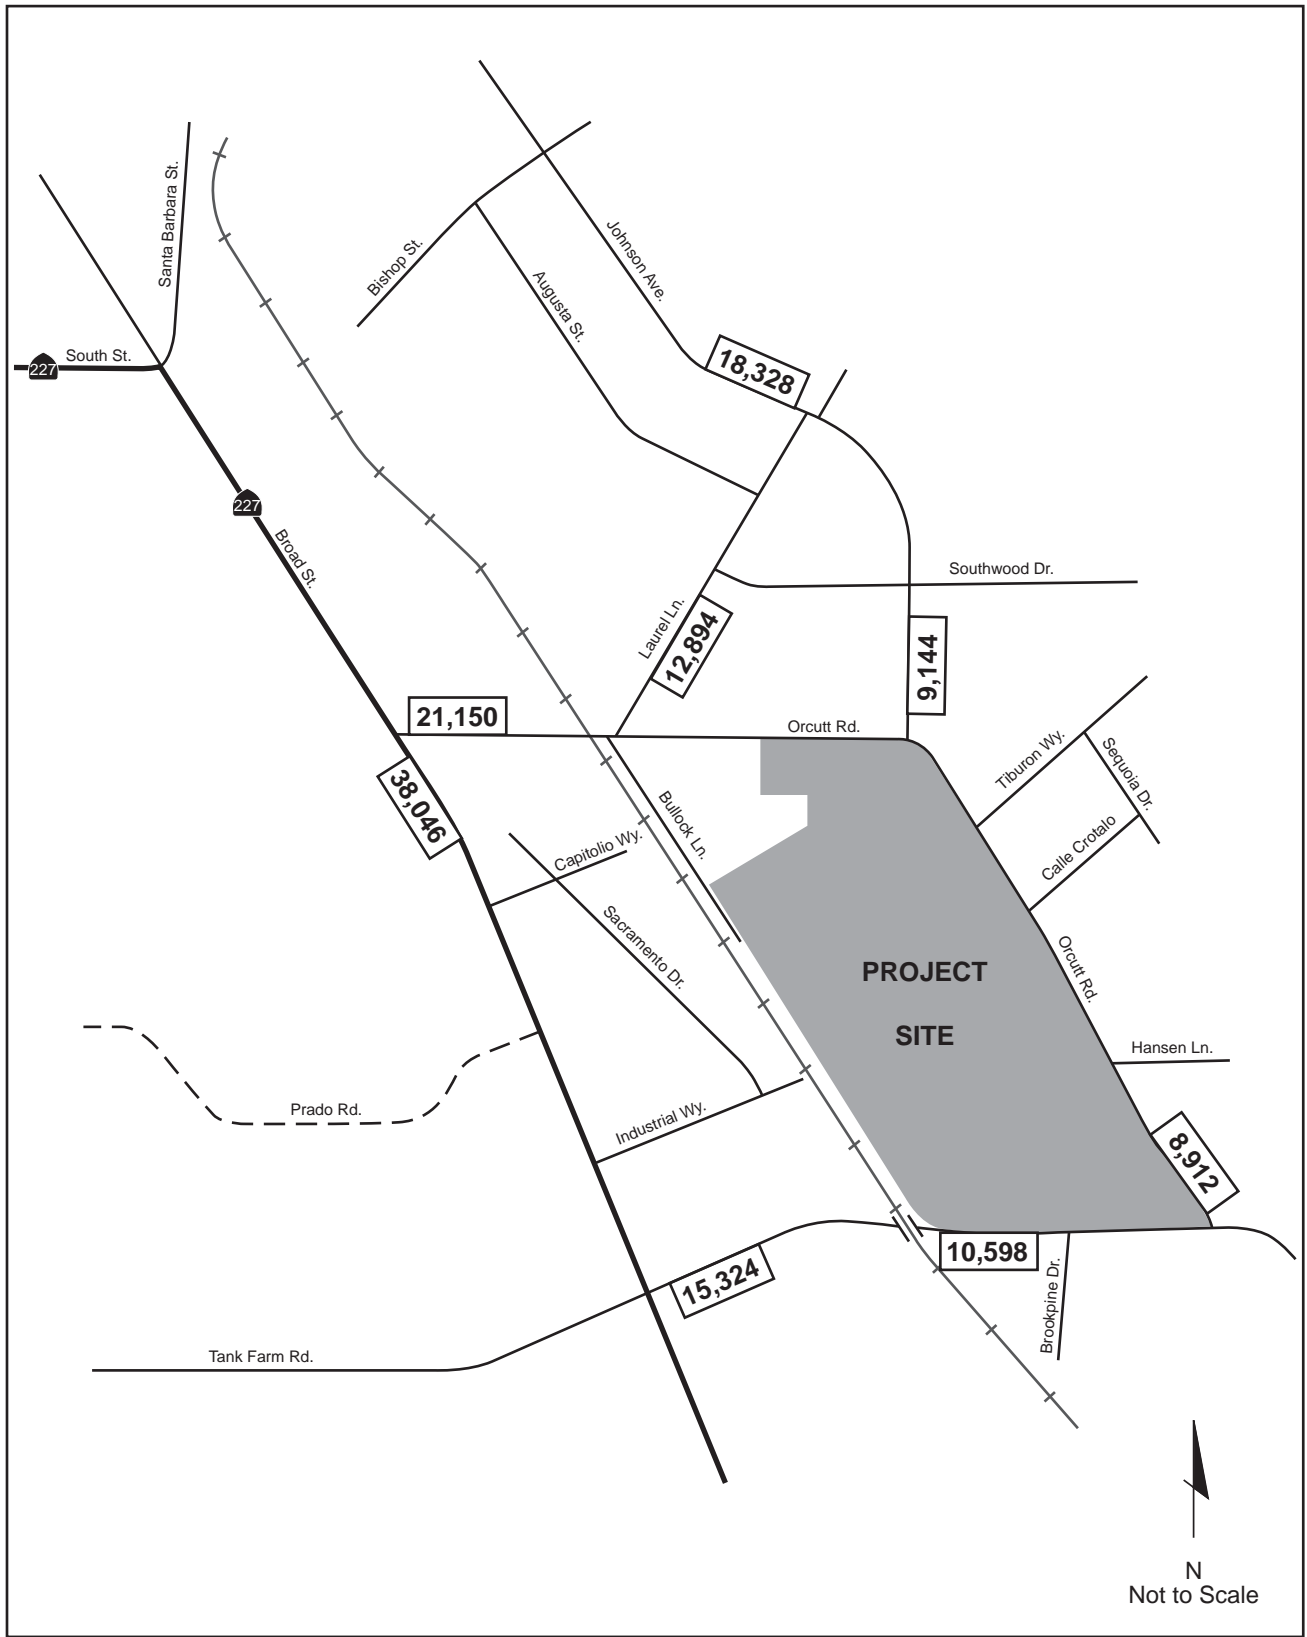 Santa Barbara St.
Bishop St.
Johnson Ave.
Augusta St.
South St.
227
18,328
227
Broad St.
Southwood Dr.
Laurel Ln.
12,894
9,144
21,150
Orcutt Rd.
38,046
Tiburon Wy.
Sequoia Dr.
Bullock Ln.
Capitolio Wy.
Calle Crotalo
Sacramento Dr.
PROJECT
SITE
Orcutt Rd.
Hansen Ln.
Prado Rd.
Industrial Wy.
8,912
10,598
15,324
Brookpine Dr.
Tank Farm Rd.
N
Not to Scale